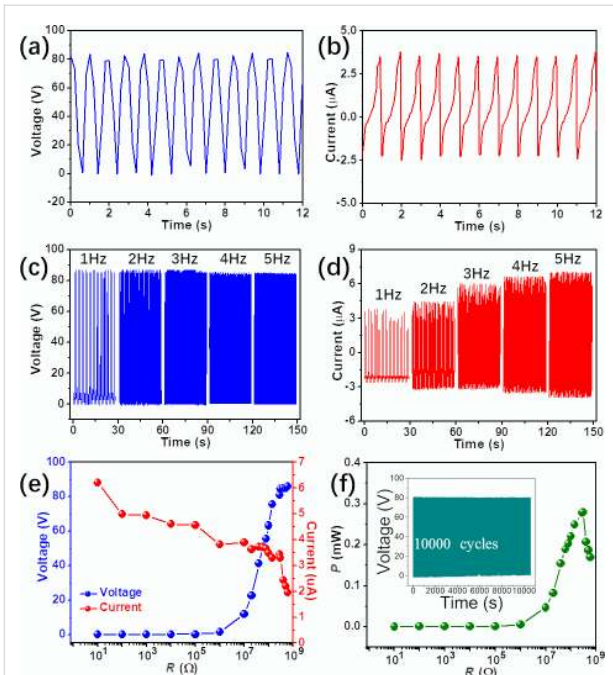 (a)
100
80
60
40
20
0
-20
Voltage (V)
0 2 4 6 8 10 12
Time (s)
(b)
5.0
2.5
0.0
-2.5
-5.0
Current (μA)
0 2 4 6 8 10 12
Time (s)
(c)
100
80
60
40
20
0
Voltage (V)
1Hz 2Hz 3Hz 4Hz 5Hz
0 30 60 90 120 150
Time (s)
(d)
9
6
3
0
-3
-6
Current (μA)
1Hz 2Hz 3Hz 4Hz 5Hz
0 30 60 90 120 150
Time (s)
(e)
100
80
60
40
20
0
Voltage (V)
Voltage
Current
7
6
5
4
3
2
1
0
Current (uA)
10¹ 10³ 10⁵ 10⁷ 10⁹
R (Ω)
(f)
0.4
0.3
0.2
0.1
0.0
P (mW)
100
80
60
40
20
0
Voltage (V)
10000 cycles
0 2000 4000 6000 8000 10000
Time (s)
10¹ 10³ 10⁵ 10⁷ 10⁹
R (Ω)